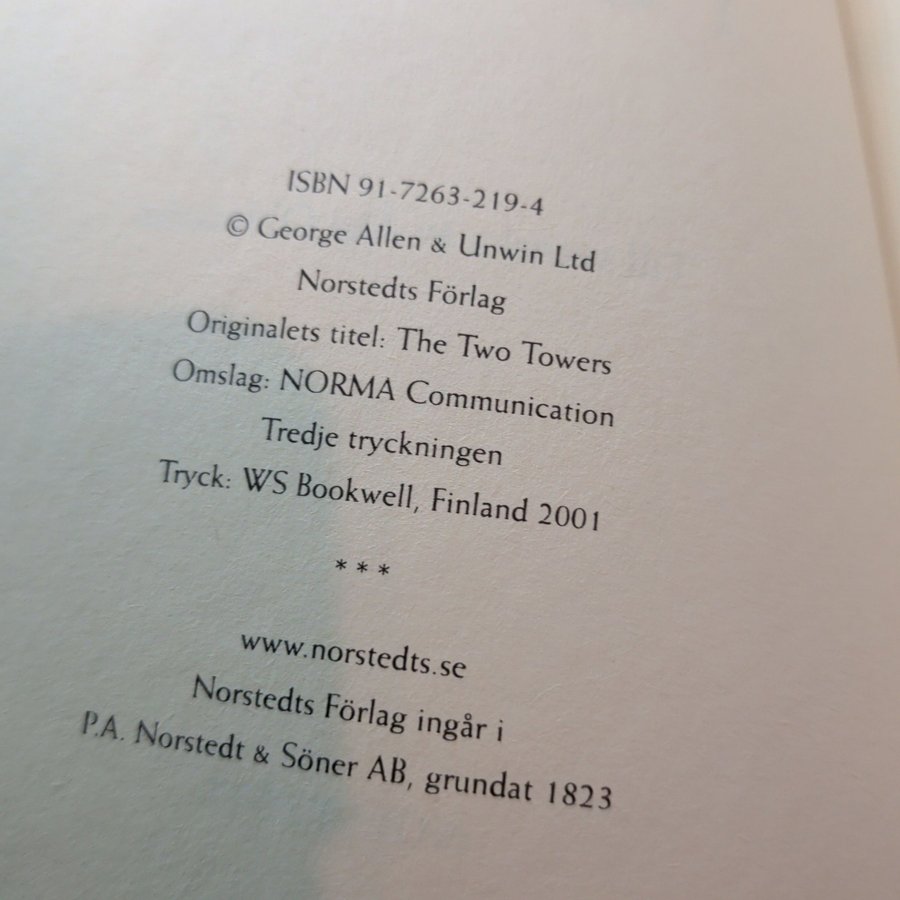 ISBN 91-7263-219-4
© George Allen & Unwin Ltd
Norstedts Förlag
Originalets titel: The Two Towers
Omslag: NORMA Communication
Tredje tryckningen
Tryck: WS Bookwell, Finland 2001
* * *
www.norstedts.se
Norstedts Förlag ingår i
P.A. Norstedt & Söner AB, grundat 1823